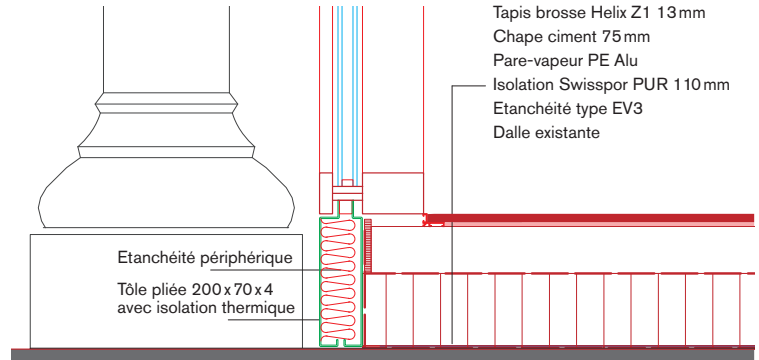 Tapis brosse Helix Z1 13 mm
Chape ciment 75 mm
Pare-vapeur PE Alu
Isolation Swisspor PUR 110 mm
Etanchéité type EV3
Dalle existante
Etanchéité périphérique
Tôle pliée 200 x 70 x 4
avec isolation thermique